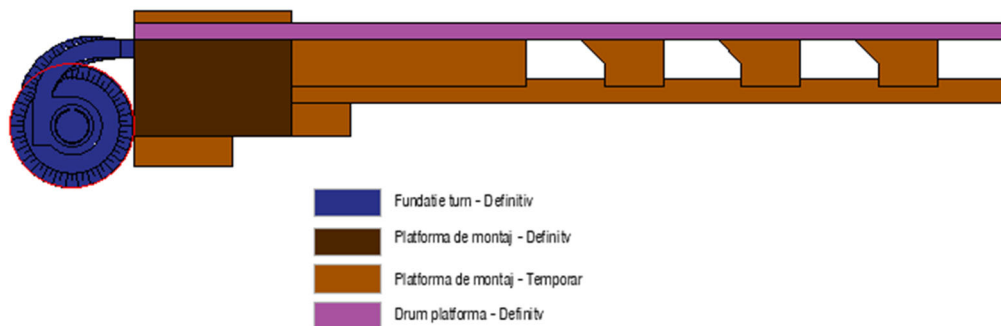 Fundatie turn - Definitiv
Platforma de montaj - Definitv
Platforma de montaj - Temporar
Drum platforma - Definitv